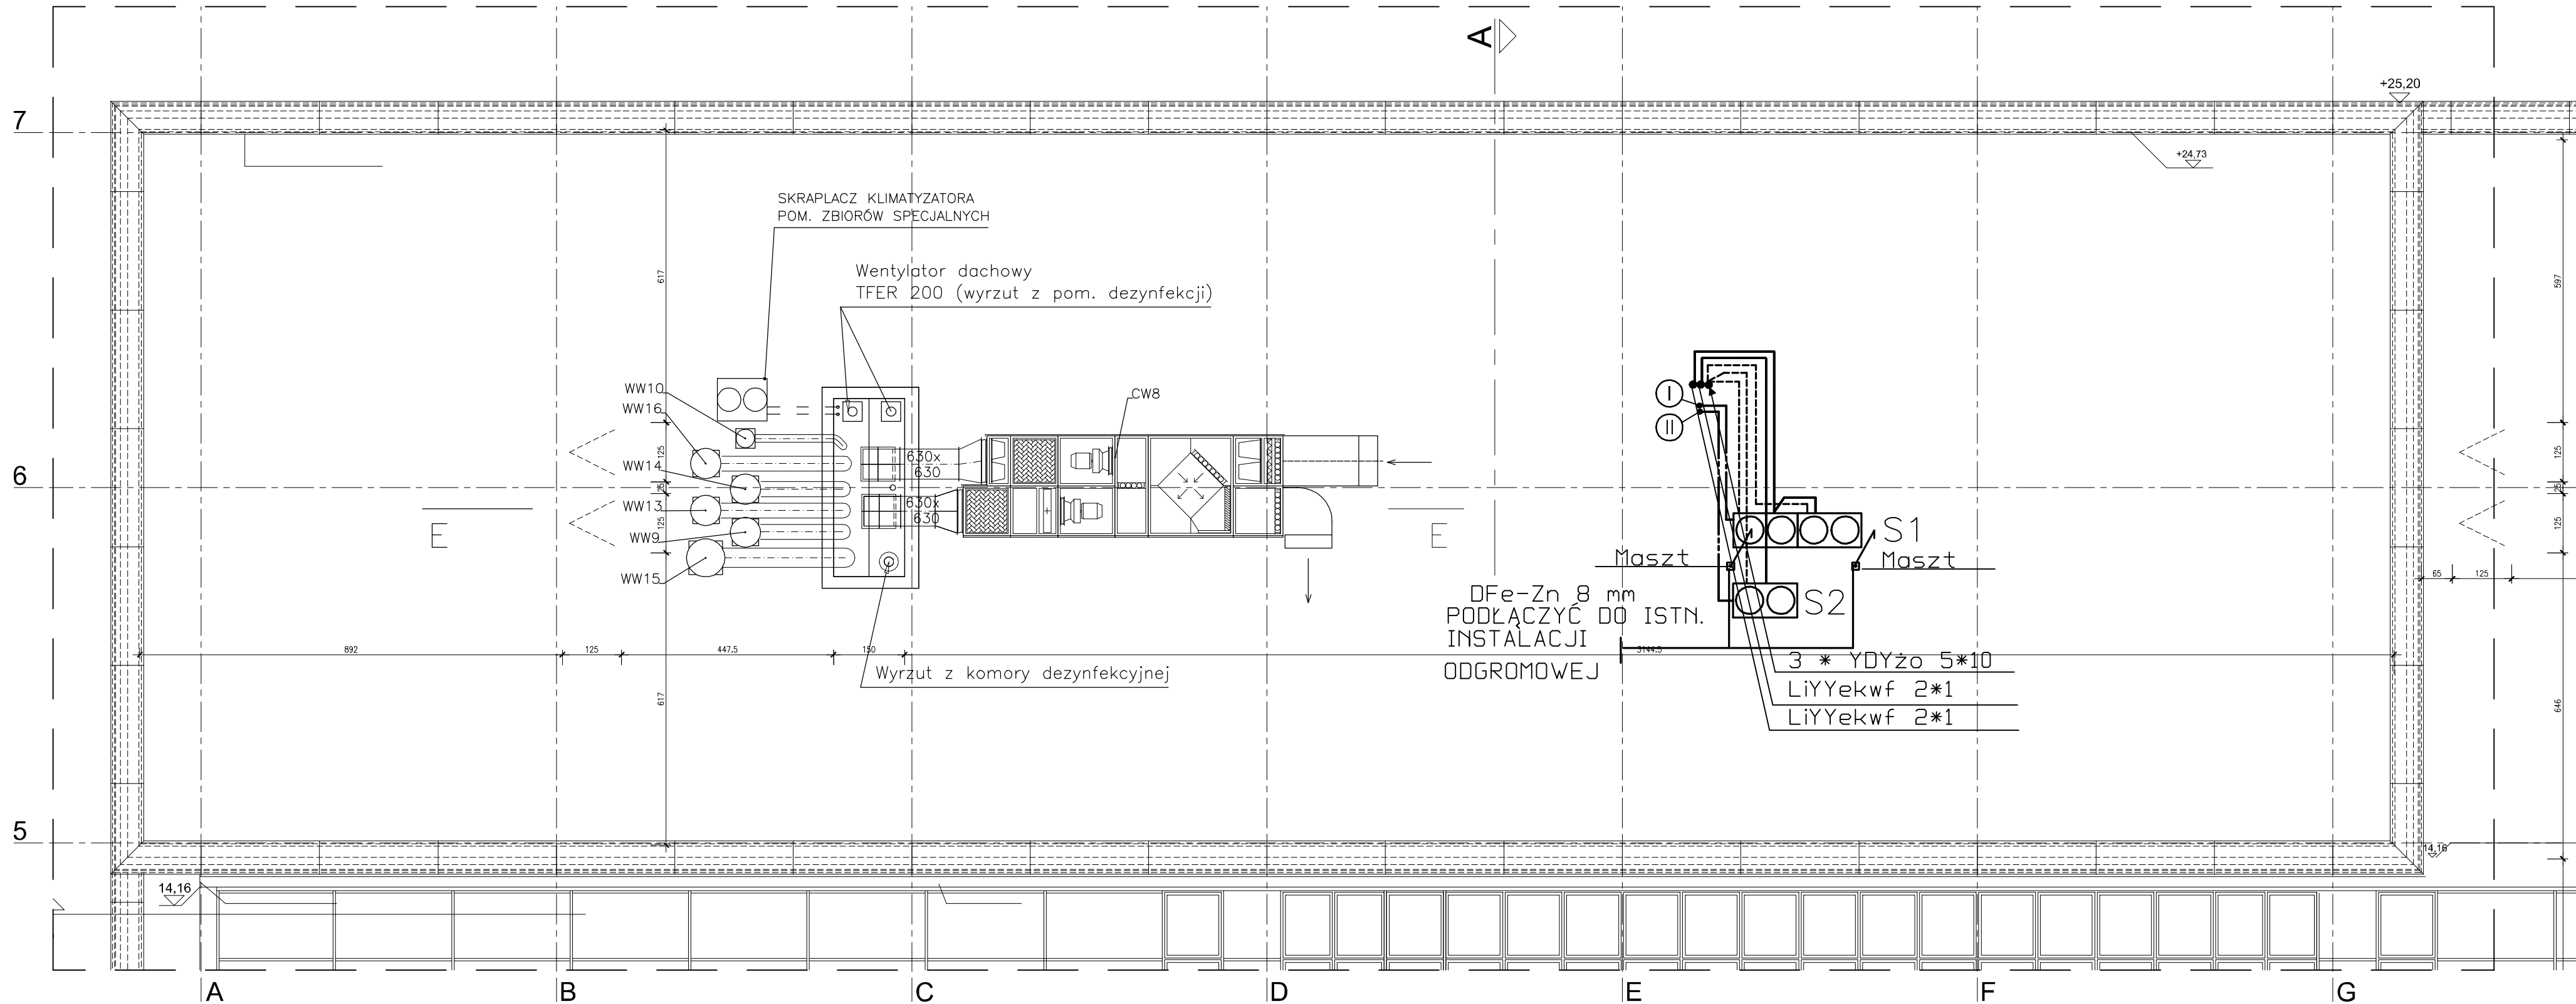 A
+25,20
7
+24,73
SKRAPLACZ KLIMATYZATORA
POM. ZBIORÓW SPECJALNYCH
Wentylator dachowy
TFER 200 (wyrzut z pom. dezynfekcji)
617
597
WW10
WW16
WW14
WW13
WW9
WW15
CW8
I
II
125
25
125
630x
630
630x
630
6
125
25
125
E
E
S1
Maszt
Maszt
S2
65
125
DFe-Zn 8 mm
PODŁĄCZYĆ DO ISTN.
INSTALACJI
ODGROMOWEJ
892
125
447.5
150
3144.5
Wyrzut z komory dezynfekcyjnej
3 * YDYżo 5*10
LiYYekwf 2*1
LiYYekwf 2*1
617
646
5
14,16
14,16
A
B
C
D
E
F
G